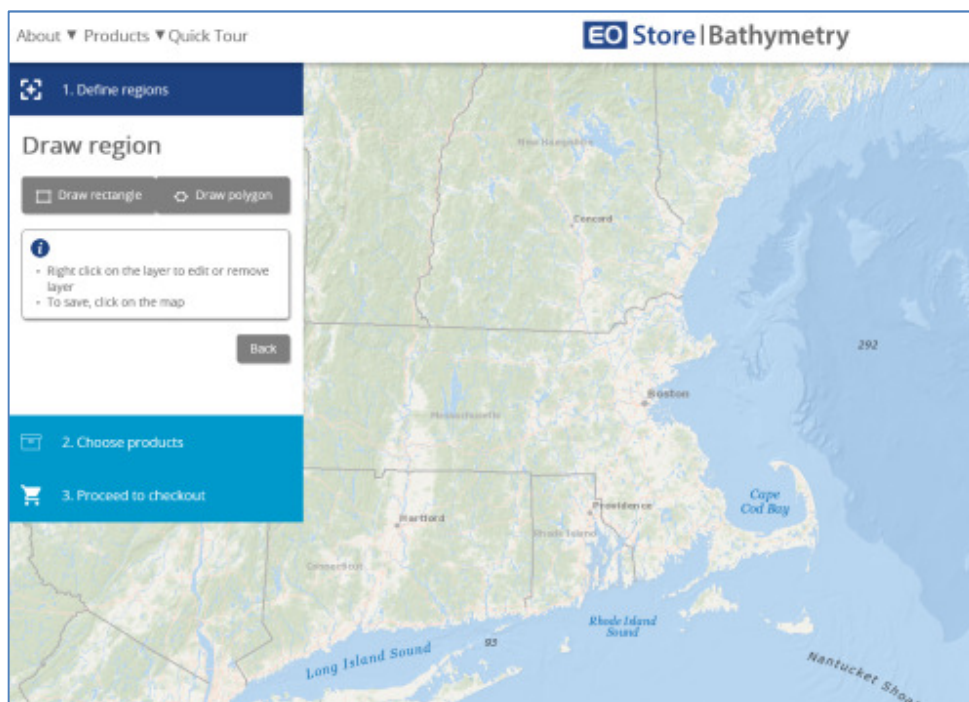 About ▼ Products ▼ Quick Tour
EO Store | Bathymetry
1. Define regions
Draw region
Draw rectangle
Draw polygon
i
• Right click on the layer to edit or remove
layer
• To save, click on the map
Back
2. Choose products
3. Proceed to checkout
New Hampshire
Concord
292
Boston
Massachusetts
Cape
Cod Bay
Hartford
Providence
Rhode Island
Connecticut
Rhode Island
Sound
93
Long Island Sound
Nantucket Shoa